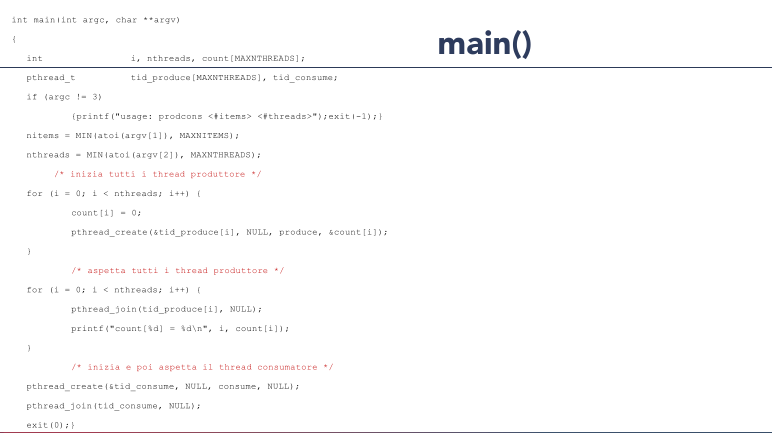 main()
int main(int argc, char **argv)
{
int i, nthreads, count[MAXNTHREADS];
pthread_t tid_produce[MAXNTHREADS], tid_consume;
if (argc != 3)
{printf("usage: prodcons <#items> <#threads>");exit(-1);}
nitems = MIN(atoi(argv[1]), MAXNITEMS);
nthreads = MIN(atoi(argv[2]), MAXNTHREADS);
/* inizia tutti i thread produttore */
for (i = 0; i < nthreads; i++) {
count[i] = 0;
pthread_create(&tid_produce[i], NULL, produce, &count[i]);
}
/* aspetta tutti i thread produttore */
for (i = 0; i < nthreads; i++) {
pthread_join(tid_produce[i], NULL);
printf("count[%d] = %d\n", i, count[i]);
}
/* inizia e poi aspetta il thread consumatore */
pthread_create(&tid_consume, NULL, consume, NULL);
pthread_join(tid_consume, NULL);
exit(0);}